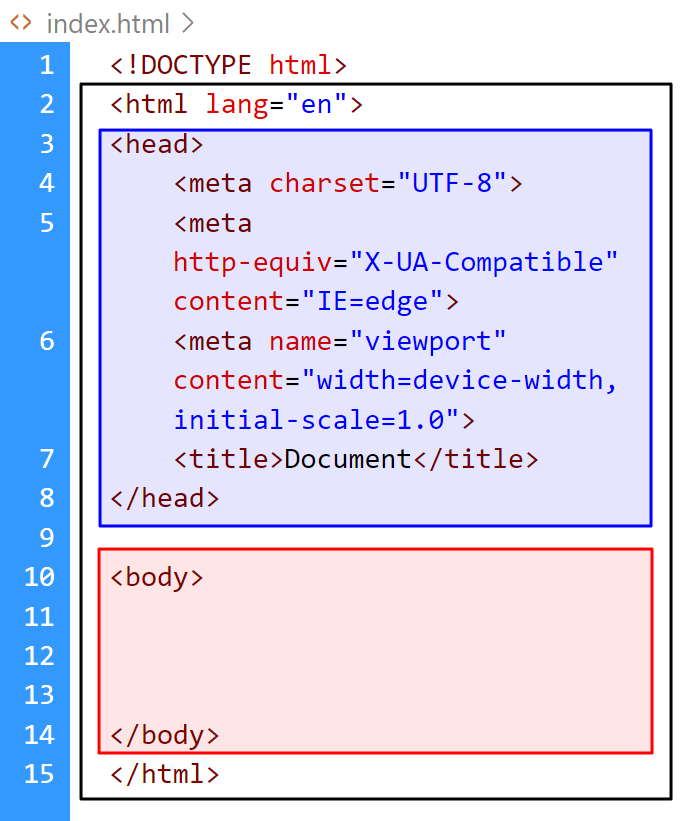 <> index.html >
1 <!DOCTYPE html>
2 <html lang="en">
3 <head>
4 <meta charset="UTF-8">
5 <meta
http-equiv="X-UA-Compatible"
content="IE=edge">
6 <meta name="viewport"
content="width=device-width,
initial-scale=1.0">
7 <title>Document</title>
8 </head>
9
10 <body>
11
12
13
14 </body>
15 </html>